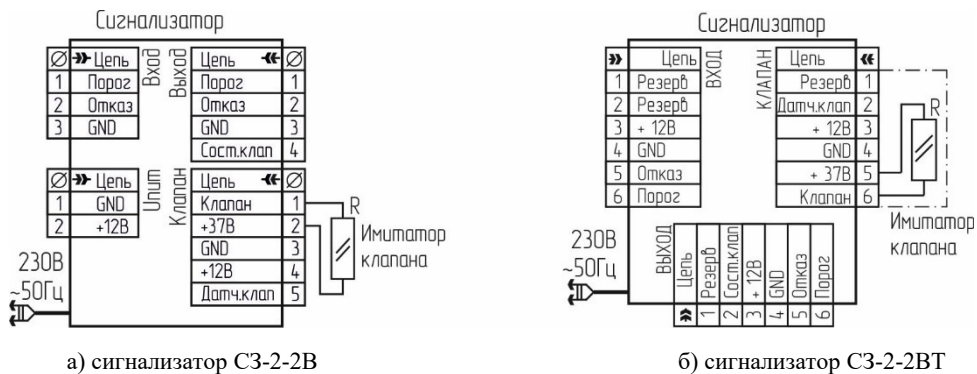 Сигнализатор
Ø Цепь Вход
1 Порог
2 Отказ
3 GND
Выход Цепь Ø
Порог 1
Отказ 2
GND 3
Сост.клап 4
Ø Цепь Uпит
1 GND
2 +12В
Клапан Цепь Ø
Клапан 1
+37В 2
GND 3
+12В 4
Датч.клап 5
R
Имитатор
клапана
230В
~50Гц
а) сигнализатор СЗ-2-2В
Сигнализатор
Цепь ВХОД
1 Резерв
2 Резерв
3 + 12В
4 GND
5 Отказ
6 Порог
КЛАПАН Цепь
Резерв 1
Датч.клап 2
+ 12В 3
GND 4
+ 37В 5
Клапан 6
R
Имитатор
клапана
230В
~50Гц
ВЫХОД
Цепь
1 Резерв
2 Сост.клап
3 + 12В
4 GND
5 Отказ
6 Порог
б) сигнализатор СЗ-2-2ВТ